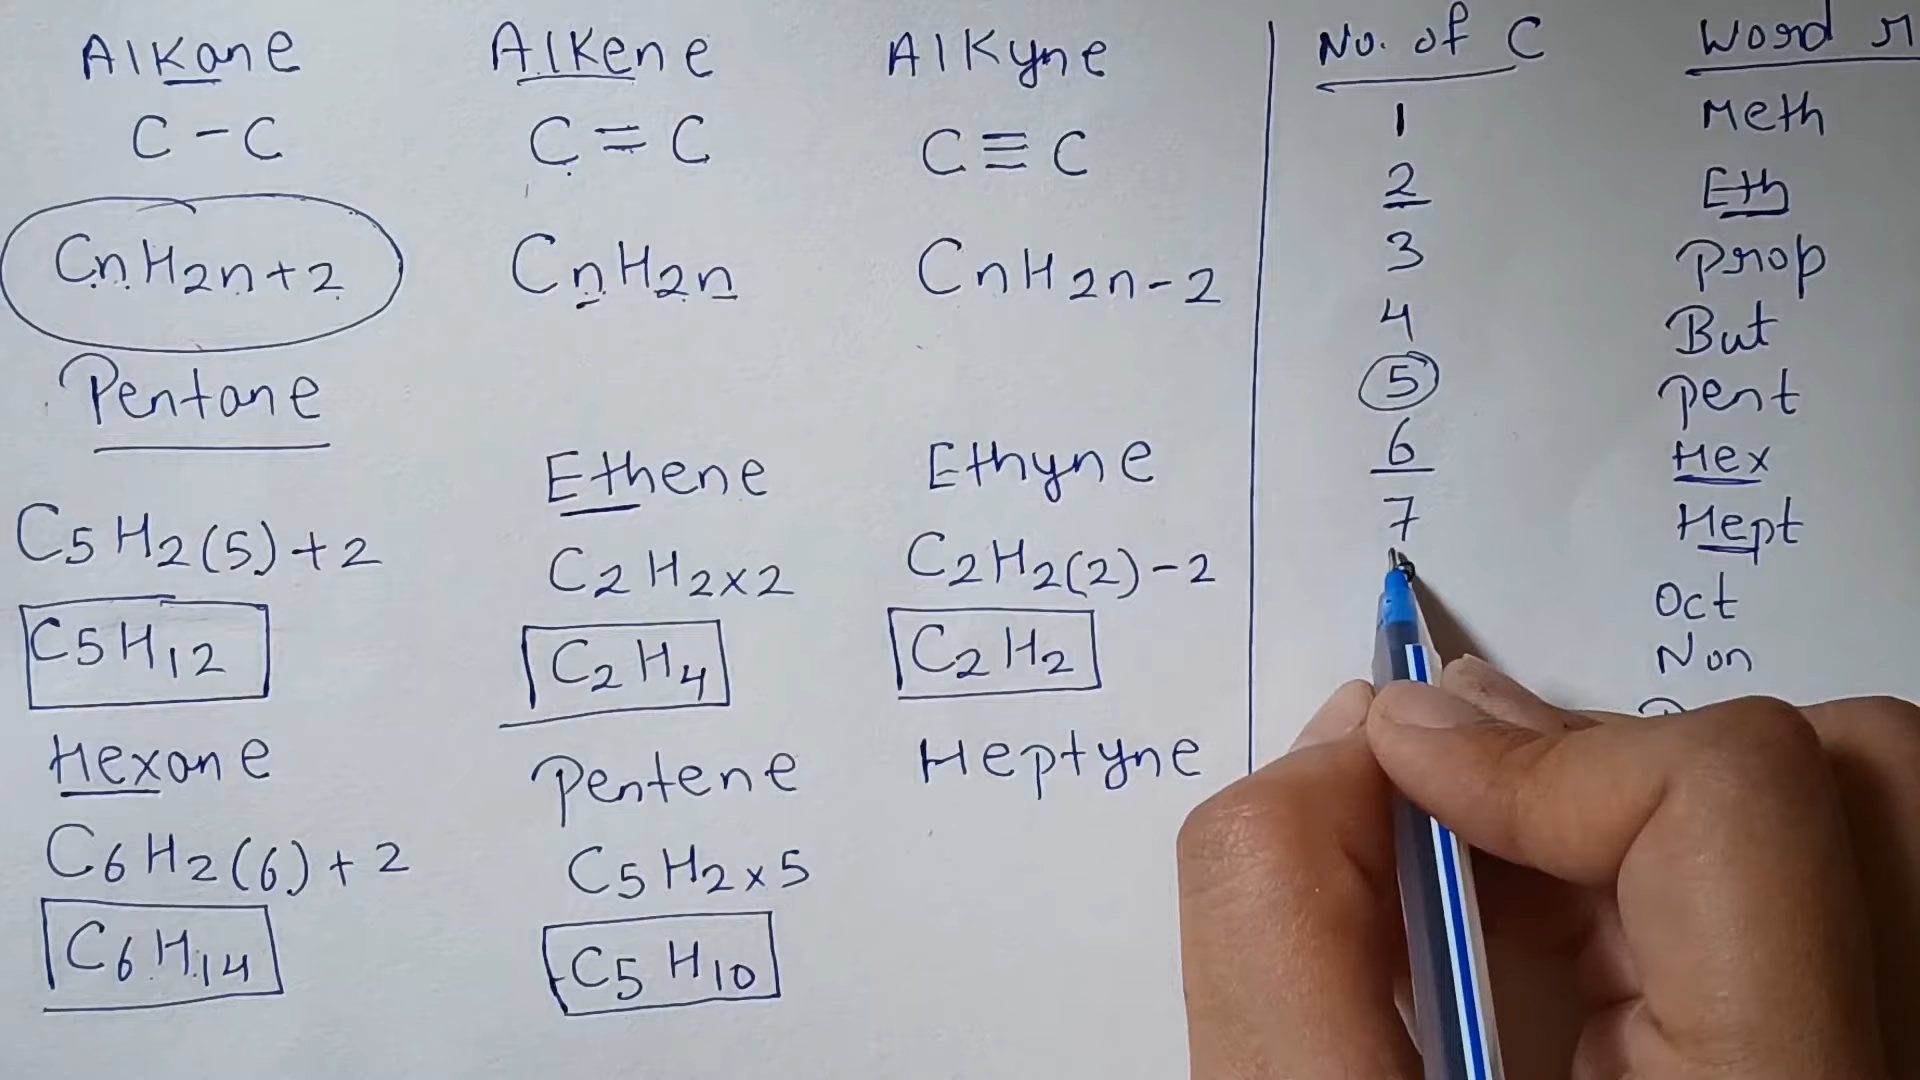 Alkane
C-C
CnH2n+2
Pentane
C5H2(5)+2
C5H12
Hexane
C6H2(6)+2
C6H14
Alkene
C=C
CnH2n
Ethene
C2H2x2
C2H4
Pentene
C5H2x5
C5H10
Alkyne
C≡C
CnH2n-2
Ethyne
C2H2(2)-2
C2H2
Heptyne
No. of C Word
1 Meth
2 Eth
3 Prop
4 But
5 Pent
6 Hex
7 Hept
Oct
Non